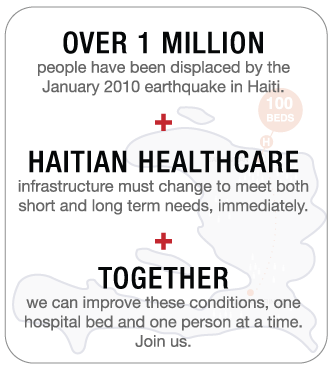 OVER 1 MILLION
people have been displaced by the
January 2010 earthquake in Haiti.
100
BEDS
+
H
HAITIAN HEALTHCARE
infrastructure must change to meet both
short and long term needs, immediately.
+
TOGETHER
we can improve these conditions, one
hospital bed and one person at a time.
Join us.